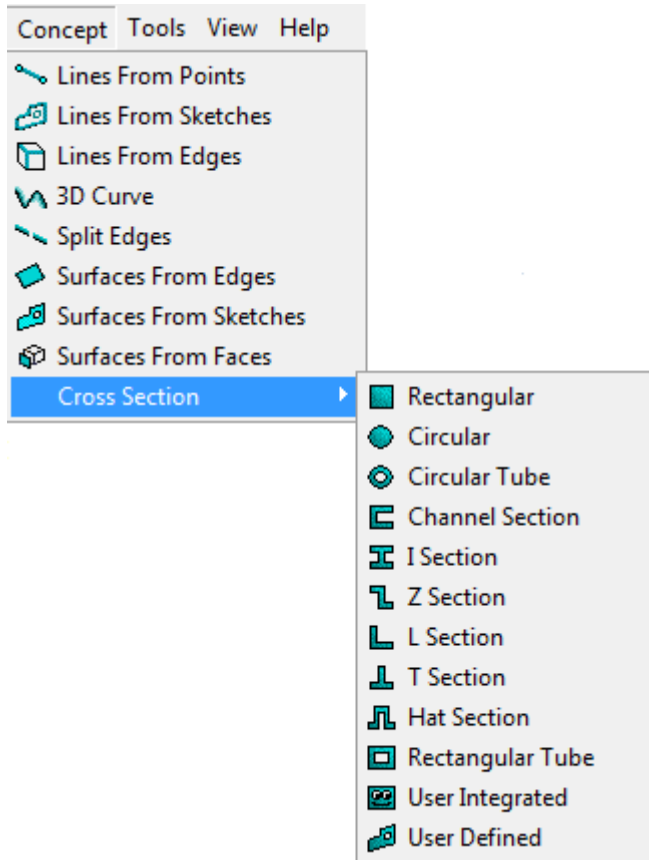 Concept Tools View Help
Lines From Points
Lines From Sketches
Lines From Edges
3D Curve
Split Edges
Surfaces From Edges
Surfaces From Sketches
Surfaces From Faces
Cross Section
Rectangular
Circular
Circular Tube
Channel Section
I Section
Z Section
L Section
T Section
Hat Section
Rectangular Tube
User Integrated
User Defined